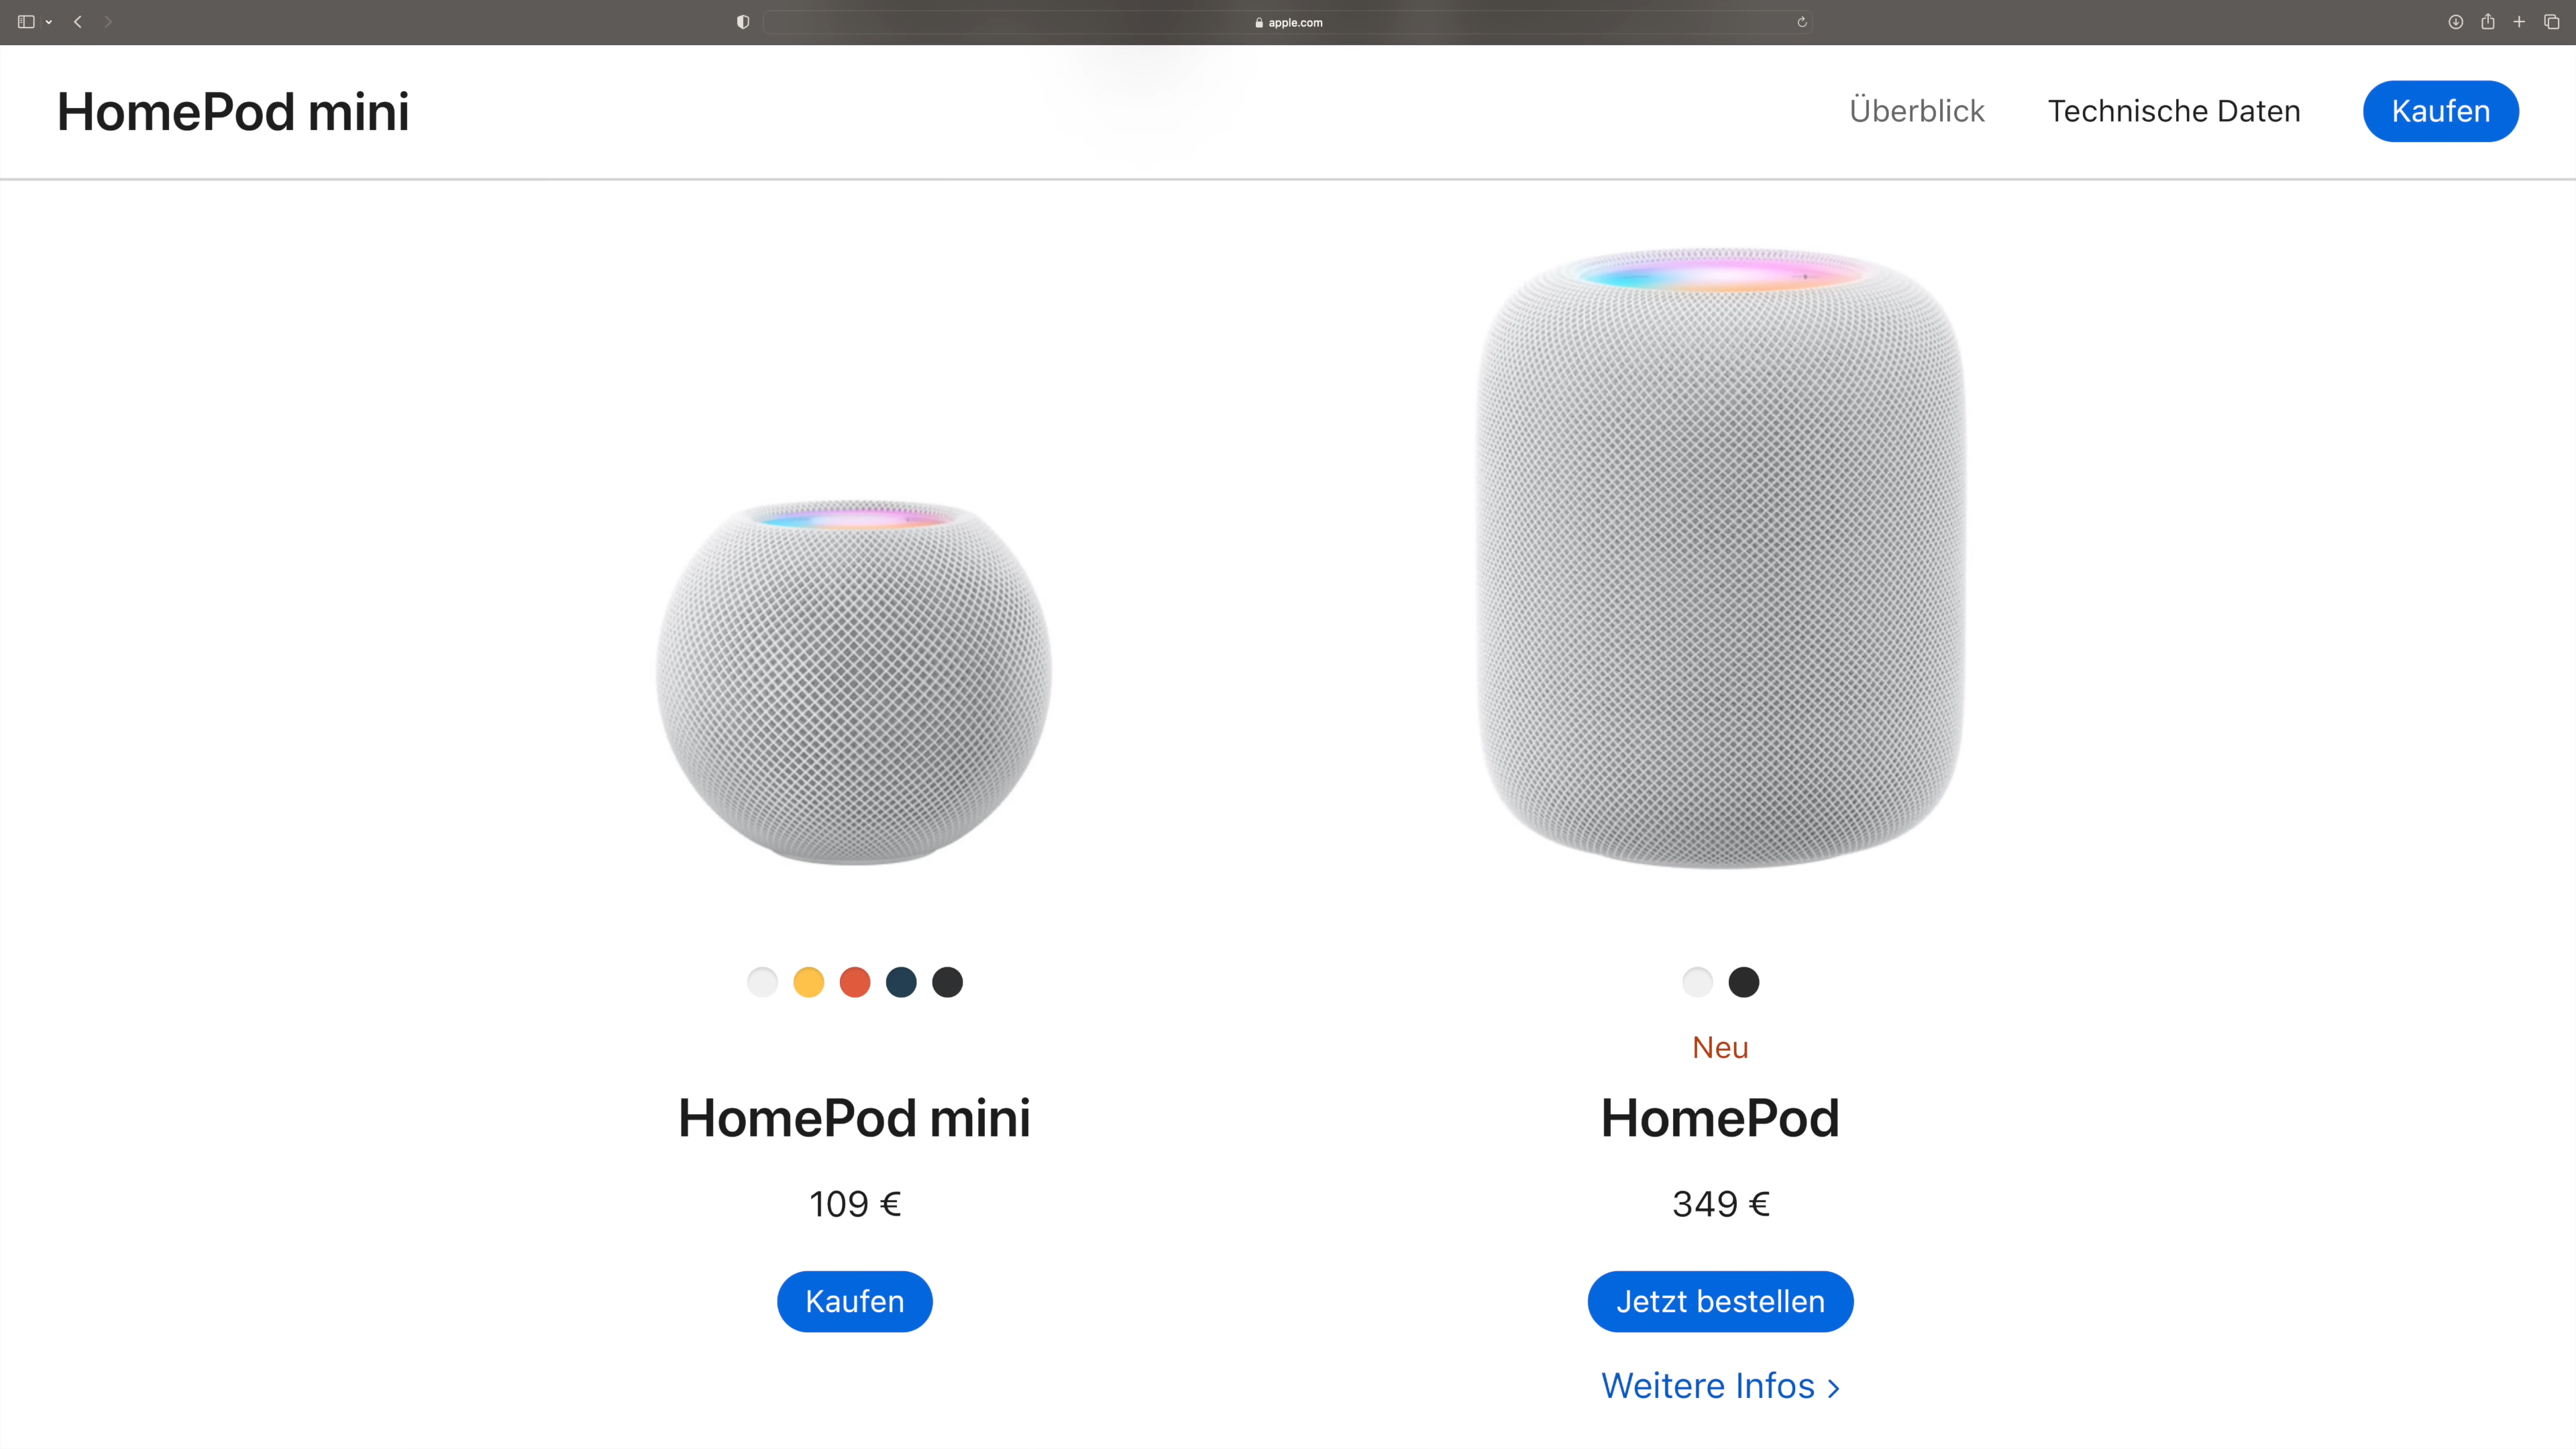 apple.com
HomePod mini
Überblick
Technische Daten
Kaufen
Neu
HomePod mini
HomePod
109 €
349 €
Kaufen
Jetzt bestellen
Weitere Infos >